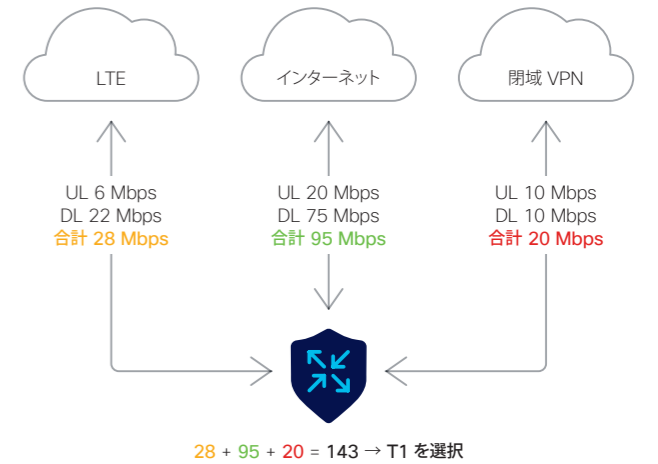 LTE
インターネット
閉域 VPN
UL 6 Mbps
DL 22 Mbps
合計 28 Mbps
UL 20 Mbps
DL 75 Mbps
合計 95 Mbps
UL 10 Mbps
DL 10 Mbps
合計 20 Mbps
28 + 95 + 20 = 143 → T1 を選択